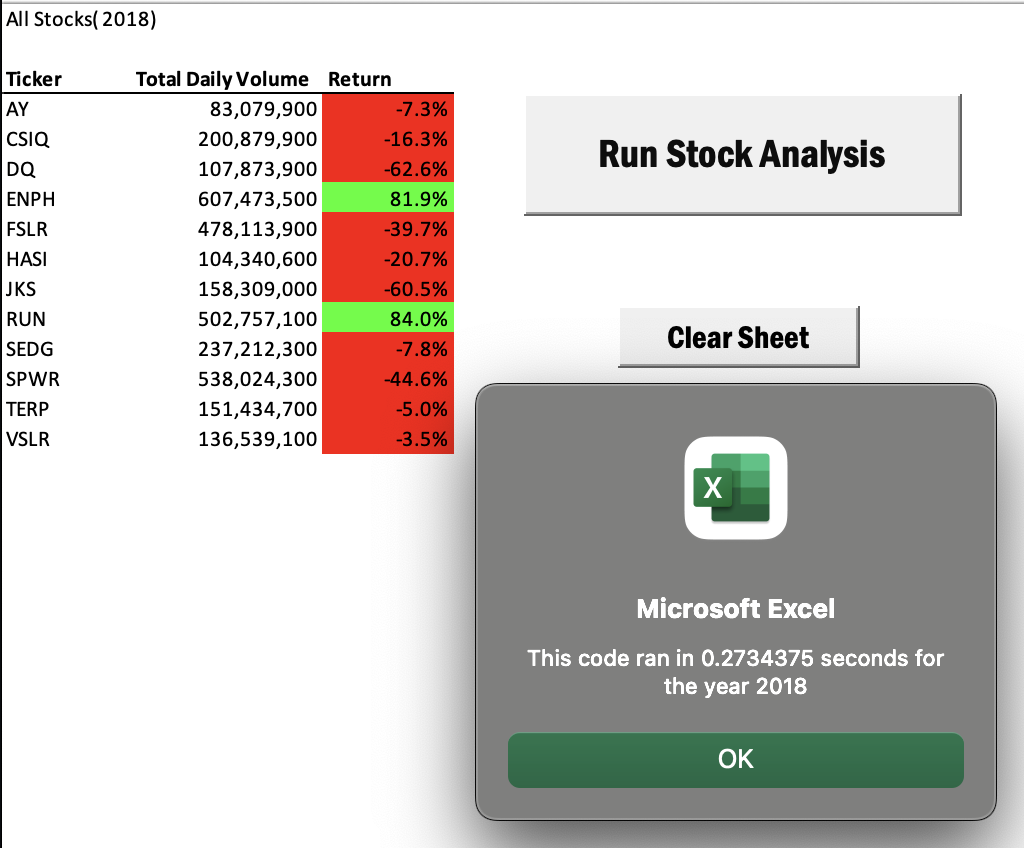 All Stocks( 2018)
Ticker Total Daily Volume Return
AY 83,079,900 -7.3%
CSIQ 200,879,900 -16.3%
DQ 107,873,900 -62.6%
ENPH 607,473,500 81.9%
FSLR 478,113,900 -39.7%
HASI 104,340,600 -20.7%
JKS 158,309,000 -60.5%
RUN 502,757,100 84.0%
SEDG 237,212,300 -7.8%
SPWR 538,024,300 -44.6%
TERP 151,434,700 -5.0%
VSLR 136,539,100 -3.5%
Run Stock Analysis
Clear Sheet
X
Microsoft Excel
This code ran in 0.2734375 seconds for
the year 2018
OK